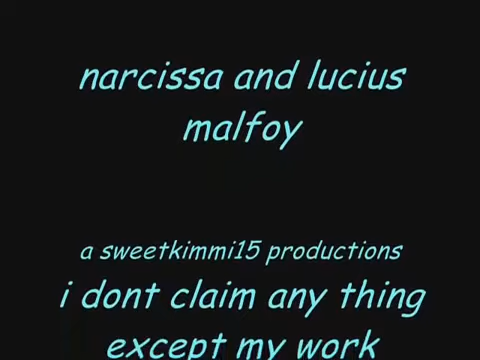 narcissa and lucius
malfoy
a sweetkimmi15 productions
i dont claim any thing
except my work